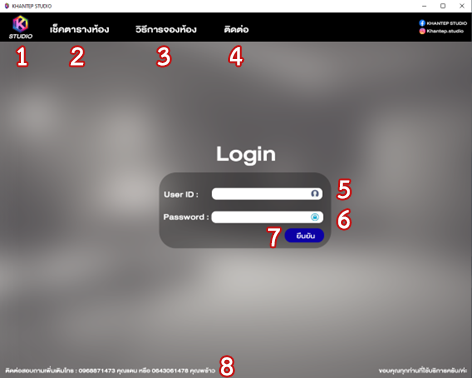 KHANTEP STUDIO
STUDIO
เช็คตารางห้อง
วิธีการจองห้อง
ติดต่อ
KHANTEP STUDIO
Khantep.studio
1
2
3
4
Login
User ID :
5
Password :
6
7
ยืนยัน
8
ติดต่อสอบถามเพิ่มเติมโทร : 0968871473 คุณแคน หรือ 0643061478 คุณพร้าว
ขอบคุณทุกท่านที่ใช้บริการครับ/ค่ะ